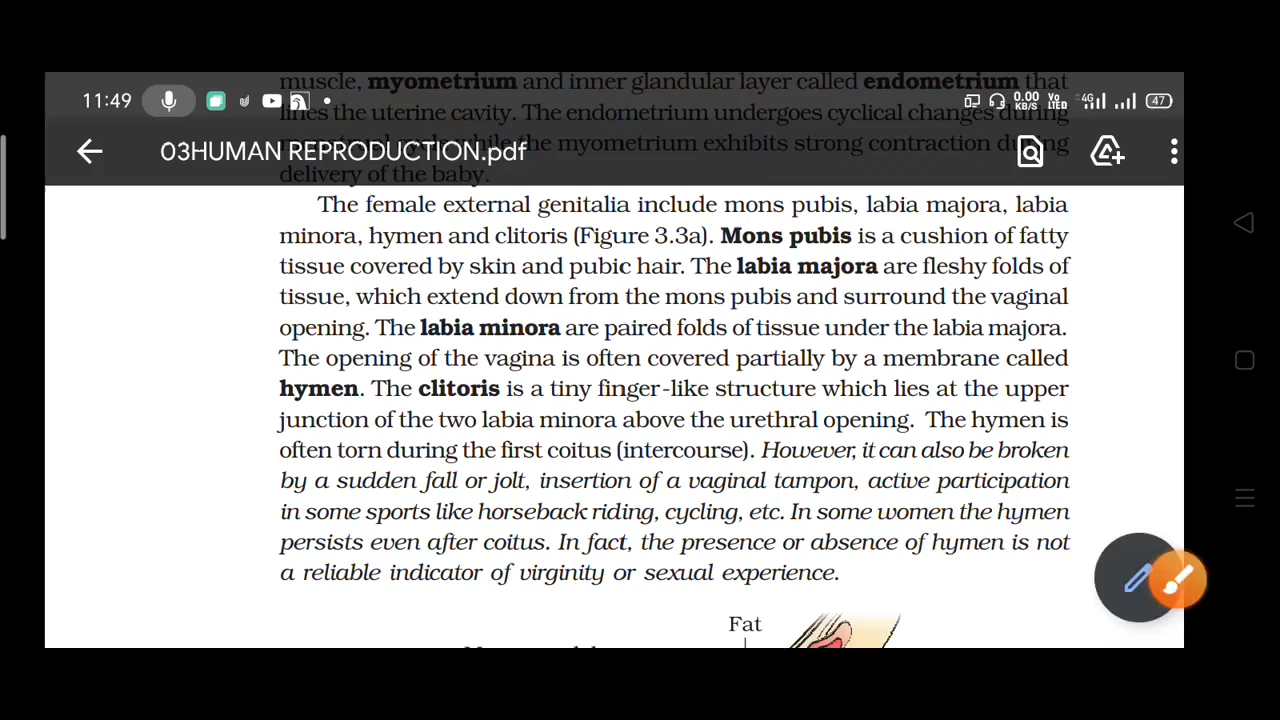 muscle, myometrium and inner glandular layer called endometrium that
11:49
0.00 KB/S
Vo LTED
4G
47
lines the uterine cavity. The endometrium undergoes cyclical changes during
03HUMAN REPRODUCTION.pdf
while the myometrium exhibits strong contraction during
delivery of the baby.
The female external genitalia include mons pubis, labia majora, labia
minora, hymen and clitoris (Figure 3.3a). Mons pubis is a cushion of fatty
tissue covered by skin and pubic hair. The labia majora are fleshy folds of
tissue, which extend down from the mons pubis and surround the vaginal
opening. The labia minora are paired folds of tissue under the labia majora.
The opening of the vagina is often covered partially by a membrane called
hymen. The clitoris is a tiny finger-like structure which lies at the upper
junction of the two labia minora above the urethral opening. The hymen is
often torn during the first coitus (intercourse). However, it can also be broken
by a sudden fall or jolt, insertion of a vaginal tampon, active participation
in some sports like horseback riding, cycling, etc. In some women the hymen
persists even after coitus. In fact, the presence or absence of hymen is not
a reliable indicator of virginity or sexual experience.
Fat